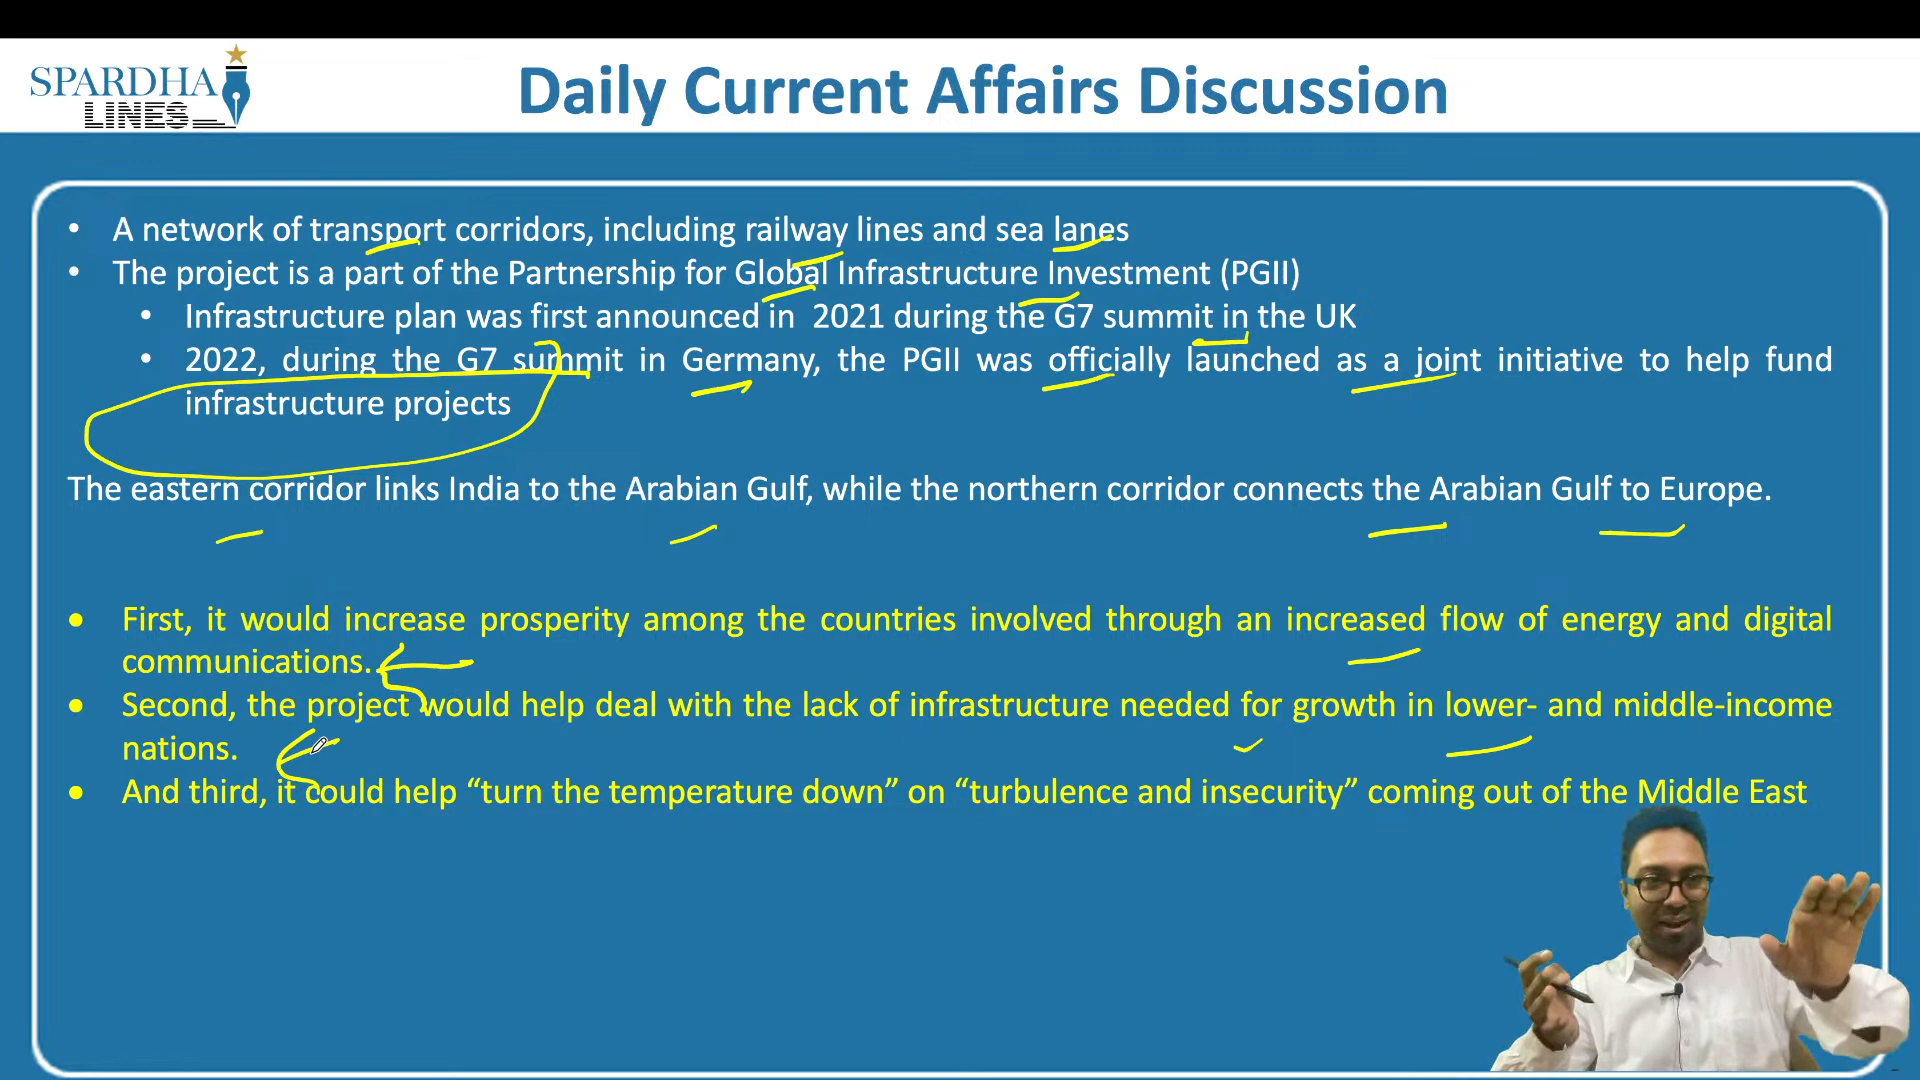 SPARDHA
LINES
Daily Current Affairs Discussion
• A network of transport corridors, including railway lines and sea lanes
• The project is a part of the Partnership for Global Infrastructure Investment (PGII)
• Infrastructure plan was first announced in 2021 during the G7 summit in the UK
• 2022, during the G7 summit in Germany, the PGII was officially launched as a joint initiative to help fund
infrastructure projects
The eastern corridor links India to the Arabian Gulf, while the northern corridor connects the Arabian Gulf to Europe.
• First, it would increase prosperity among the countries involved through an increased flow of energy and digital
communications.
• Second, the project would help deal with the lack of infrastructure needed for growth in lower- and middle-income
nations.
• And third, it could help “turn the temperature down” on “turbulence and insecurity” coming out of the Middle East